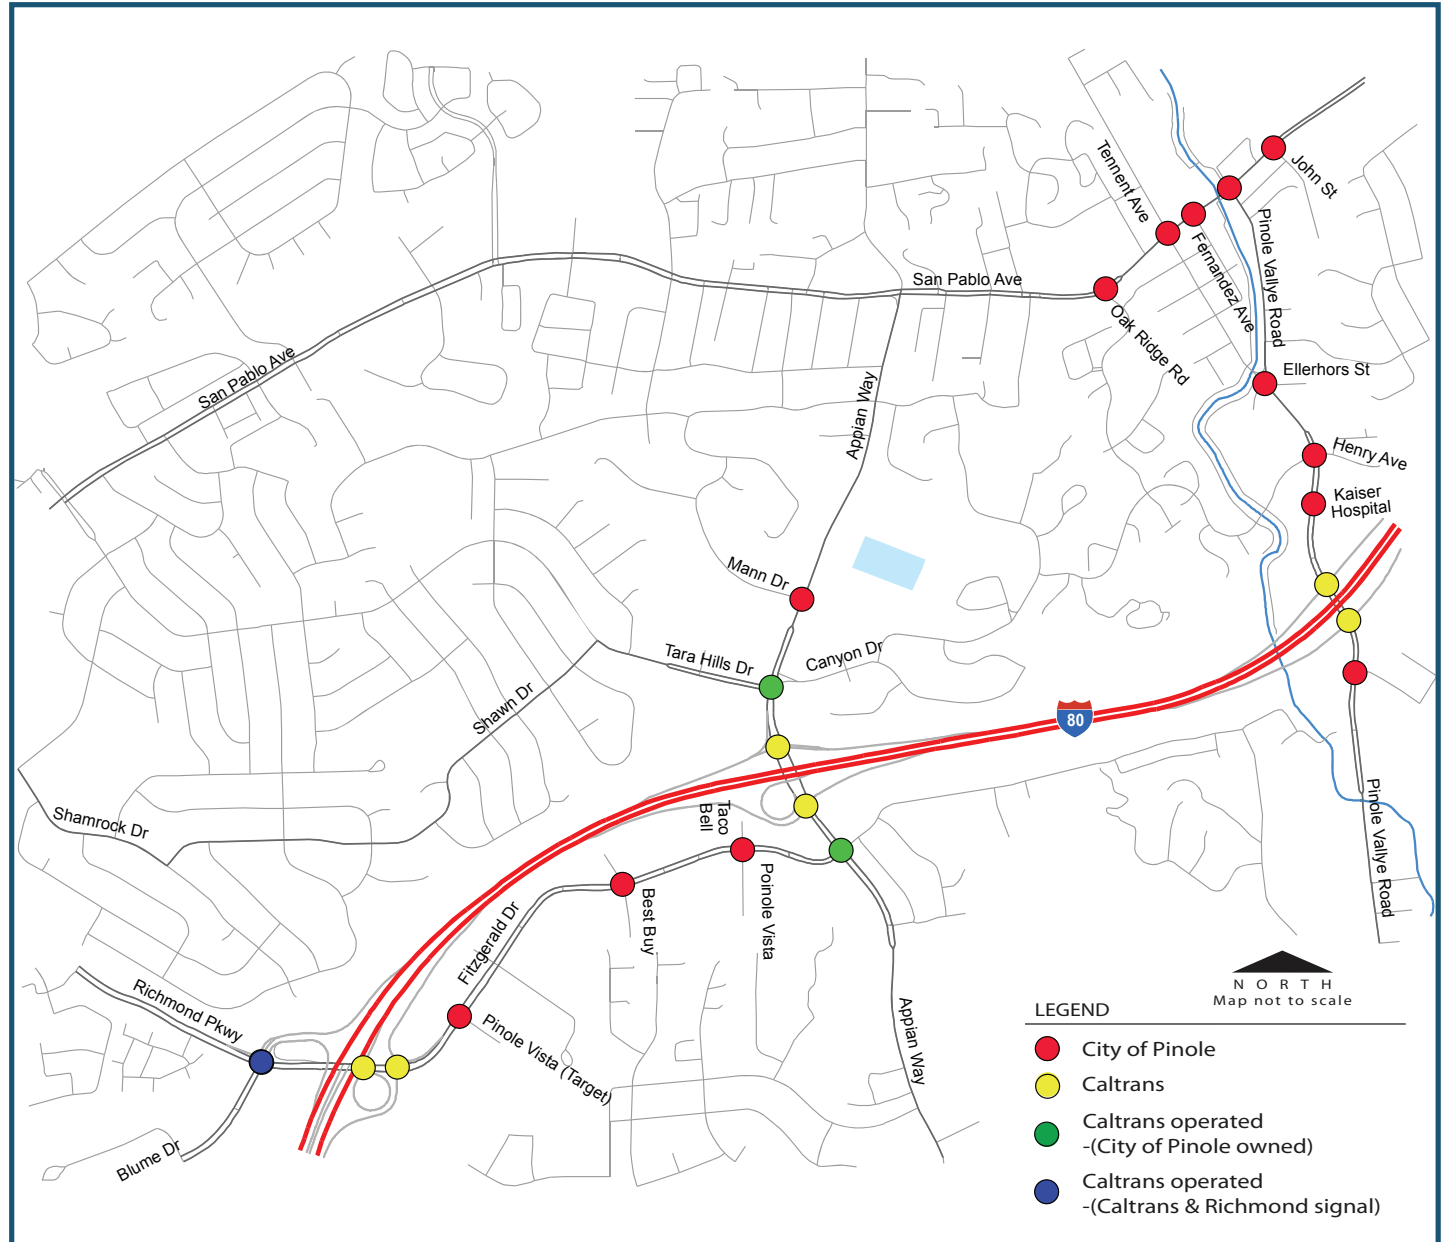 John St
Tennent Ave
Pinole Vallye Road
Fernandez Ave
San Pablo Ave
Oak Ridge Rd
San Pablo Ave
Ellerhors St
Appian Way
Henry Ave
Kaiser
Hospital
Mann Dr
Tara Hills Dr
Canyon Dr
Shawn Dr
80
Shamrock Dr
Taco
Bell
Pinole Vallye Road
Poinole Vista
Best Buy
Fitzgerald Dr
Richmond Pkwy
Pinole Vista (Target)
Appian Way
Blume Dr
NORTH
Map not to scale
LEGEND
City of Pinole
Caltrans
Caltrans operated
-(City of Pinole owned)
Caltrans operated
-(Caltrans & Richmond signal)